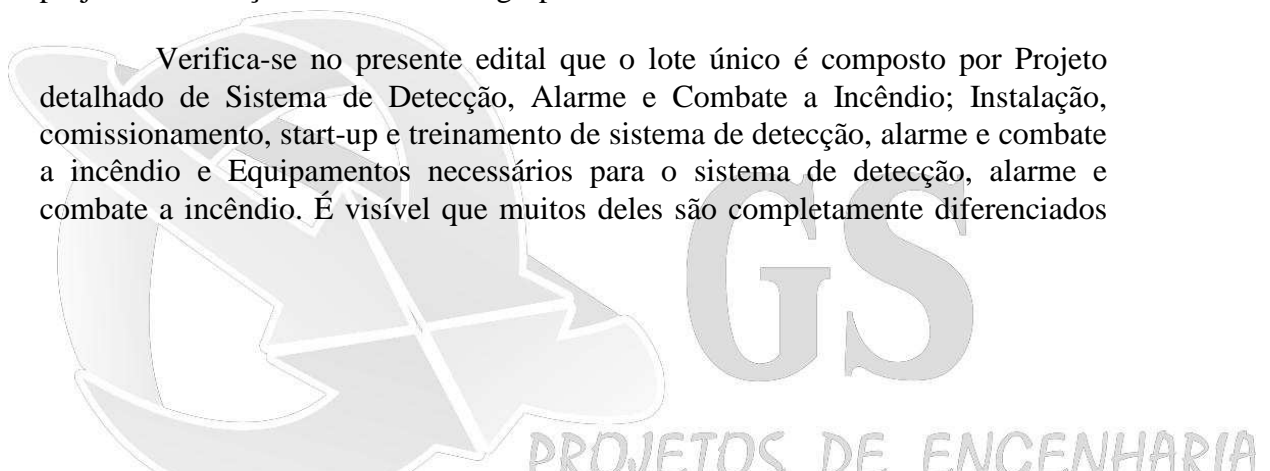 Verifica-se no presente edital que o lote único é composto por Projeto
detalhado de Sistema de Detecção, Alarme e Combate a Incêndio; Instalação,
comissionamento, start-up e treinamento de sistema de detecção, alarme e combate
a incêndio e Equipamentos necessários para o sistema de detecção, alarme e
combate a incêndio. É visível que muitos deles são completamente diferenciados
GS
PROJETOS DE ENGENHARIA